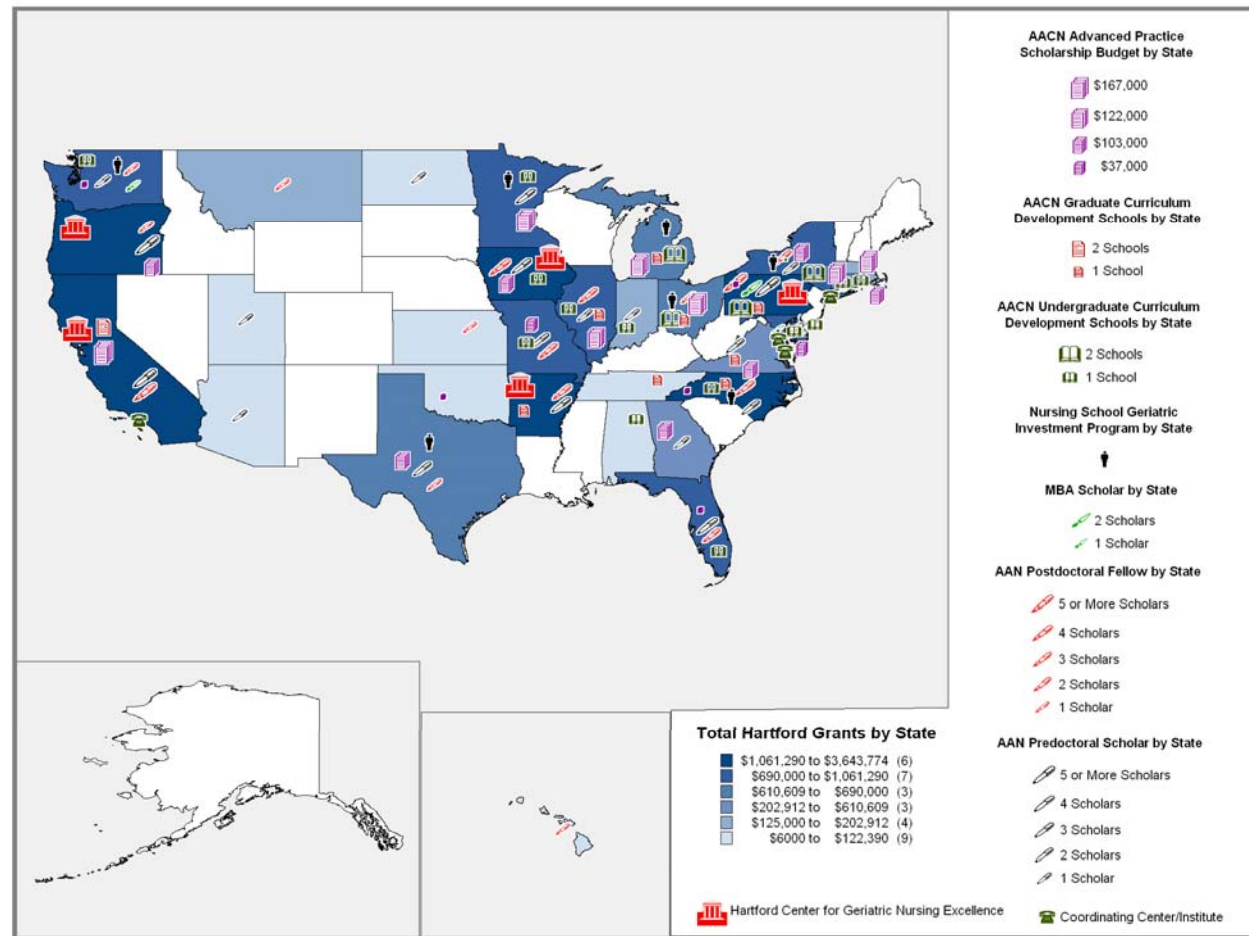 AACN Advanced Practice
Scholarship Budget by State
$167,000
$122,000
$103,000
$37,000
AACN Graduate Curriculum
Development Schools by State
2 Schools
1 School
AACN Undergraduate Curriculum
Development Schools by State
2 Schools
1 School
Nursing School Geriatric
Investment Program by State
MBA Scholar by State
2 Scholars
1 Scholar
AAN Postdoctoral Fellow by State
5 or More Scholars
4 Scholars
3 Scholars
2 Scholars
1 Scholar
AAN Predoctoral Scholar by State
5 or More Scholars
4 Scholars
3 Scholars
2 Scholars
1 Scholar
Total Hartford Grants by State
$1,061,290 to $3,643,774 (6)
$690,000 to $1,061,290 (7)
$610,609 to $690,000 (3)
$202,912 to $610,609 (3)
$125,000 to $202,912 (4)
$6000 to $122,390 (9)
Hartford Center for Geriatric Nursing Excellence
Coordinating Center/Institute